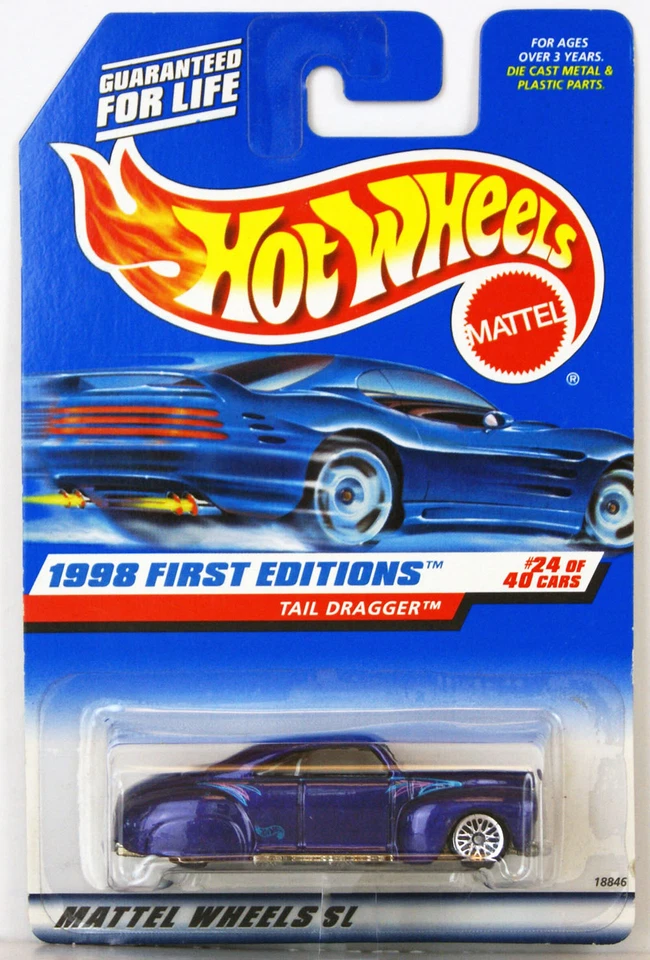 GUARANTEED
FOR LIFE
FOR AGES
OVER 3 YEARS.
DIE CAST METAL &
PLASTIC PARTS.
HOT WHEELS
MATTEL
®
1998 FIRST EDITIONS™
#24 OF
40 CARS
TAIL DRAGGER™
18846
MATTEL WHEELS SL